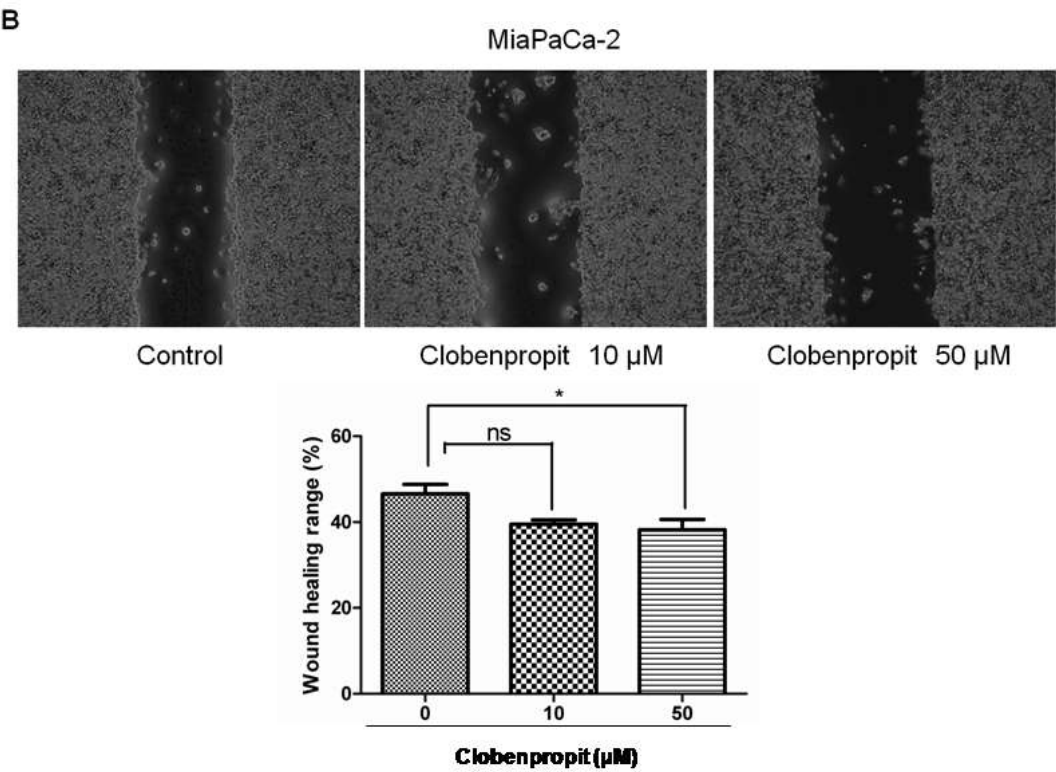 B
MiaPaCa-2
Control
Clobenpropit 10 µM
Clobenpropit 50 µM
*
ns
Wound healing range (%)
60
40
20
0
0
10
50
Clobenpropit (µM)